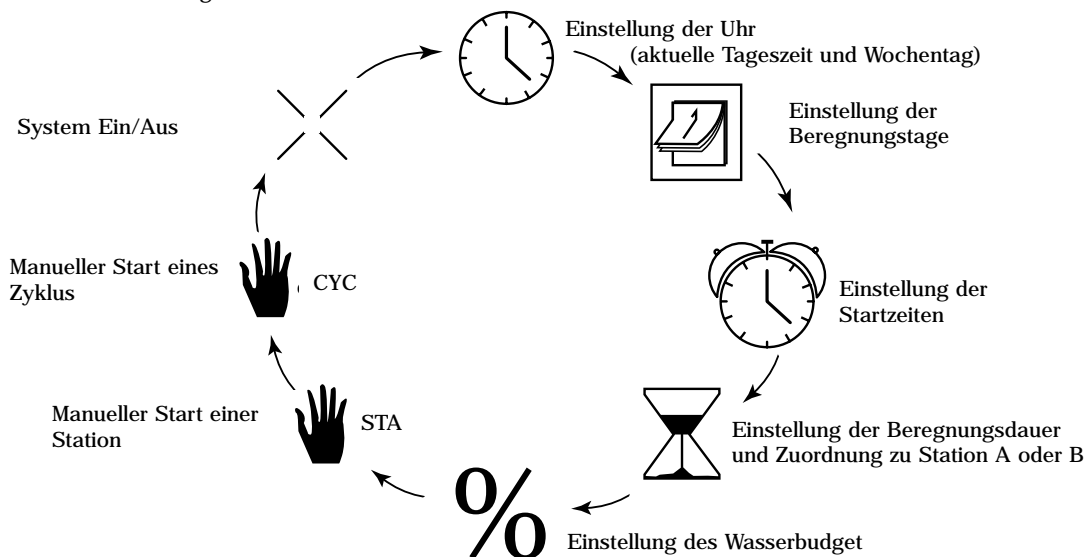 Einstellung der Uhr
(aktuelle Tageszeit und Wochentag)
Einstellung der
Beregnungstage
Einstellung der
Startzeiten
Einstellung der Beregnungsdauer
und Zuordnung zu Station A oder B
%
Einstellung des Wasserbudget
STA
Manueller Start einer
Station
CYC
Manueller Start eines
Zyklus
System Ein/Aus